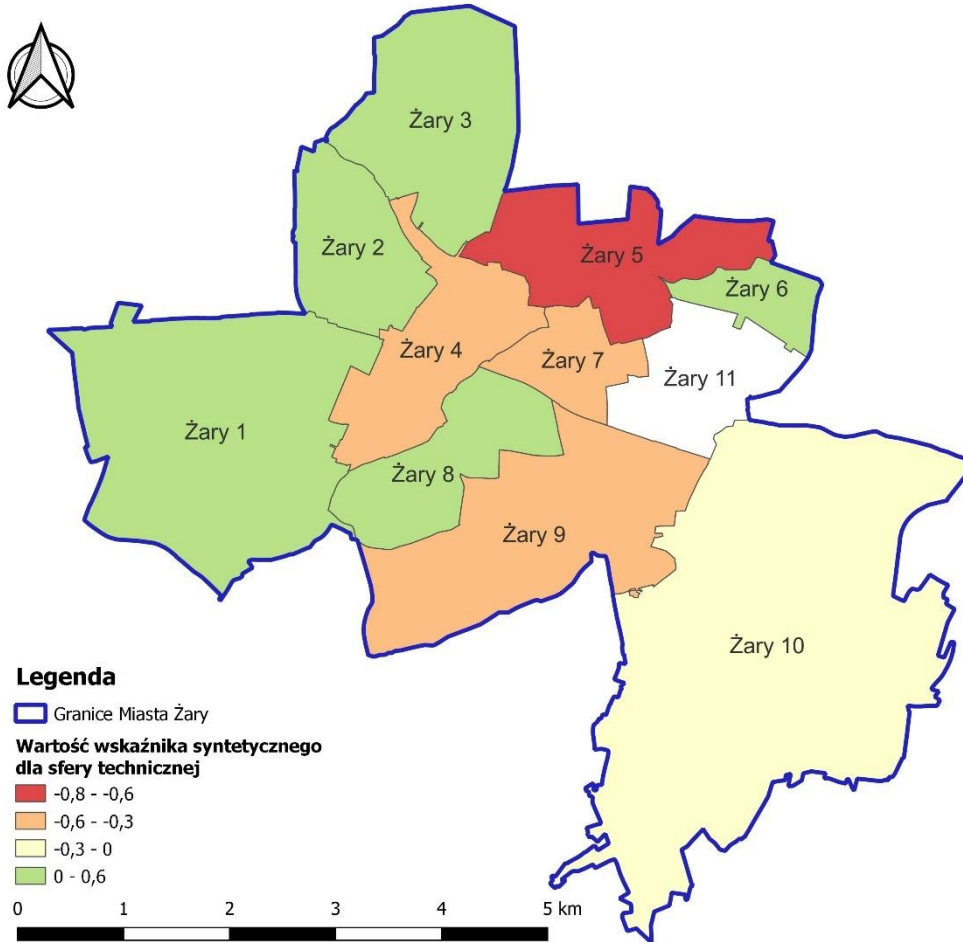 Żary 3
Żary 2
Żary 5
Żary 6
Żary 4
Żary 7
Żary 11
Żary 1
Żary 8
Żary 9
Żary 10
Legenda
Granice Miasta Żary
Wartość wskaźnika syntetycznego
dla sfery technicznej
-0,8 - -0,6
-0,6 - -0,3
-0,3 - 0
0 - 0,6
0 1 2 3 4 5 km